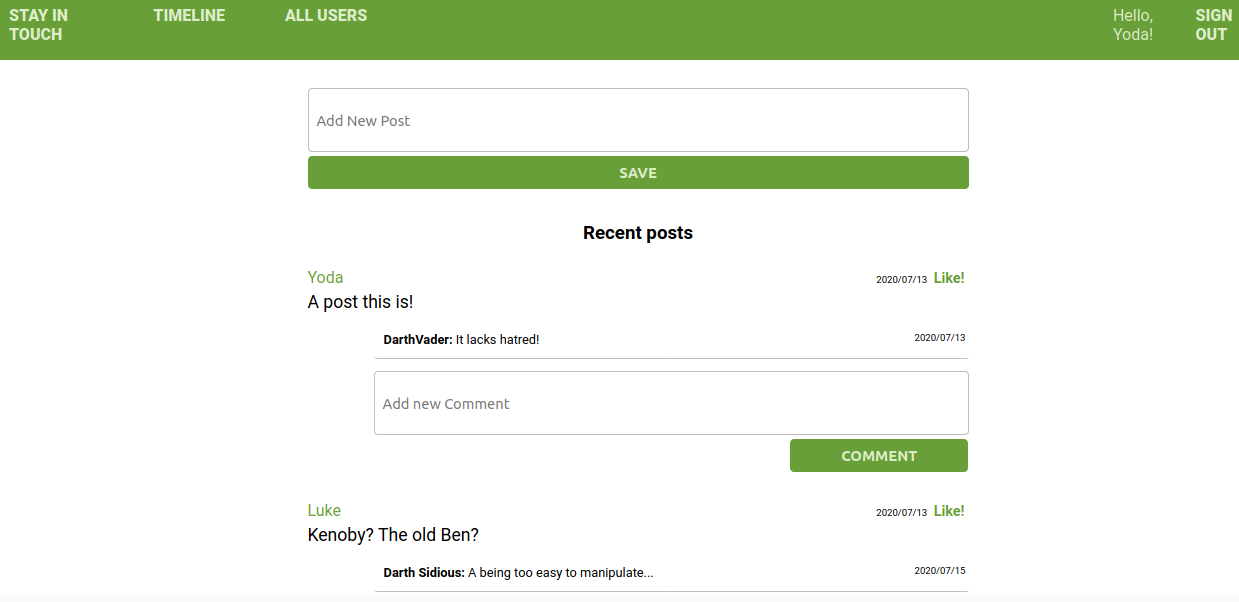 STAY IN TOUCH
TIMELINE
ALL USERS
Hello, Yoda!
SIGN OUT
Add New Post
SAVE
Recent posts
Yoda 2020/07/13 Like!
A post this is!
DarthVader: It lacks hatred! 2020/07/13
Add new Comment
COMMENT
Luke 2020/07/13 Like!
Kenoby? The old Ben?
Darth Sidious: A being too easy to manipulate... 2020/07/15